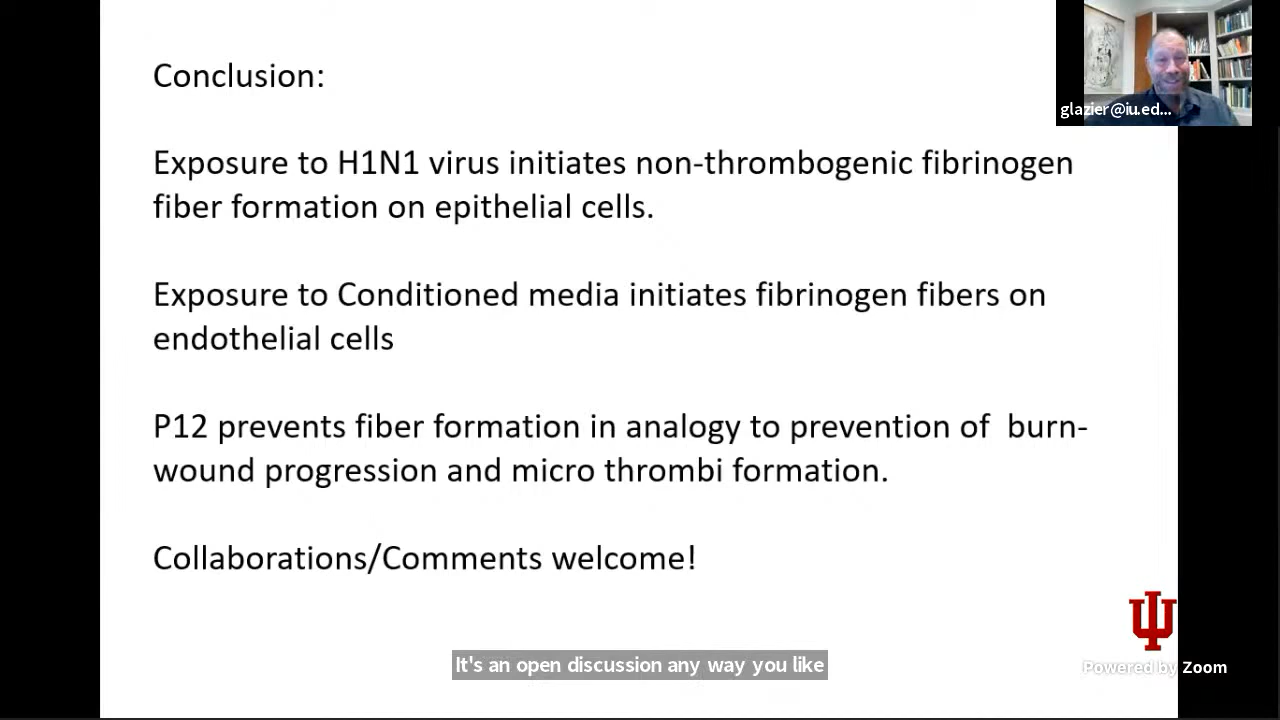 Conclusion:
glazier@iu.ed...
Exposure to H1N1 virus initiates non-thrombogenic fibrinogen
fiber formation on epithelial cells.
Exposure to Conditioned media initiates fibrinogen fibers on
endothelial cells
P12 prevents fiber formation in analogy to prevention of  burn-
wound progression and micro thrombi formation.
Collaborations/Comments welcome!
It's an open discussion any way you like
Powered by Zoom